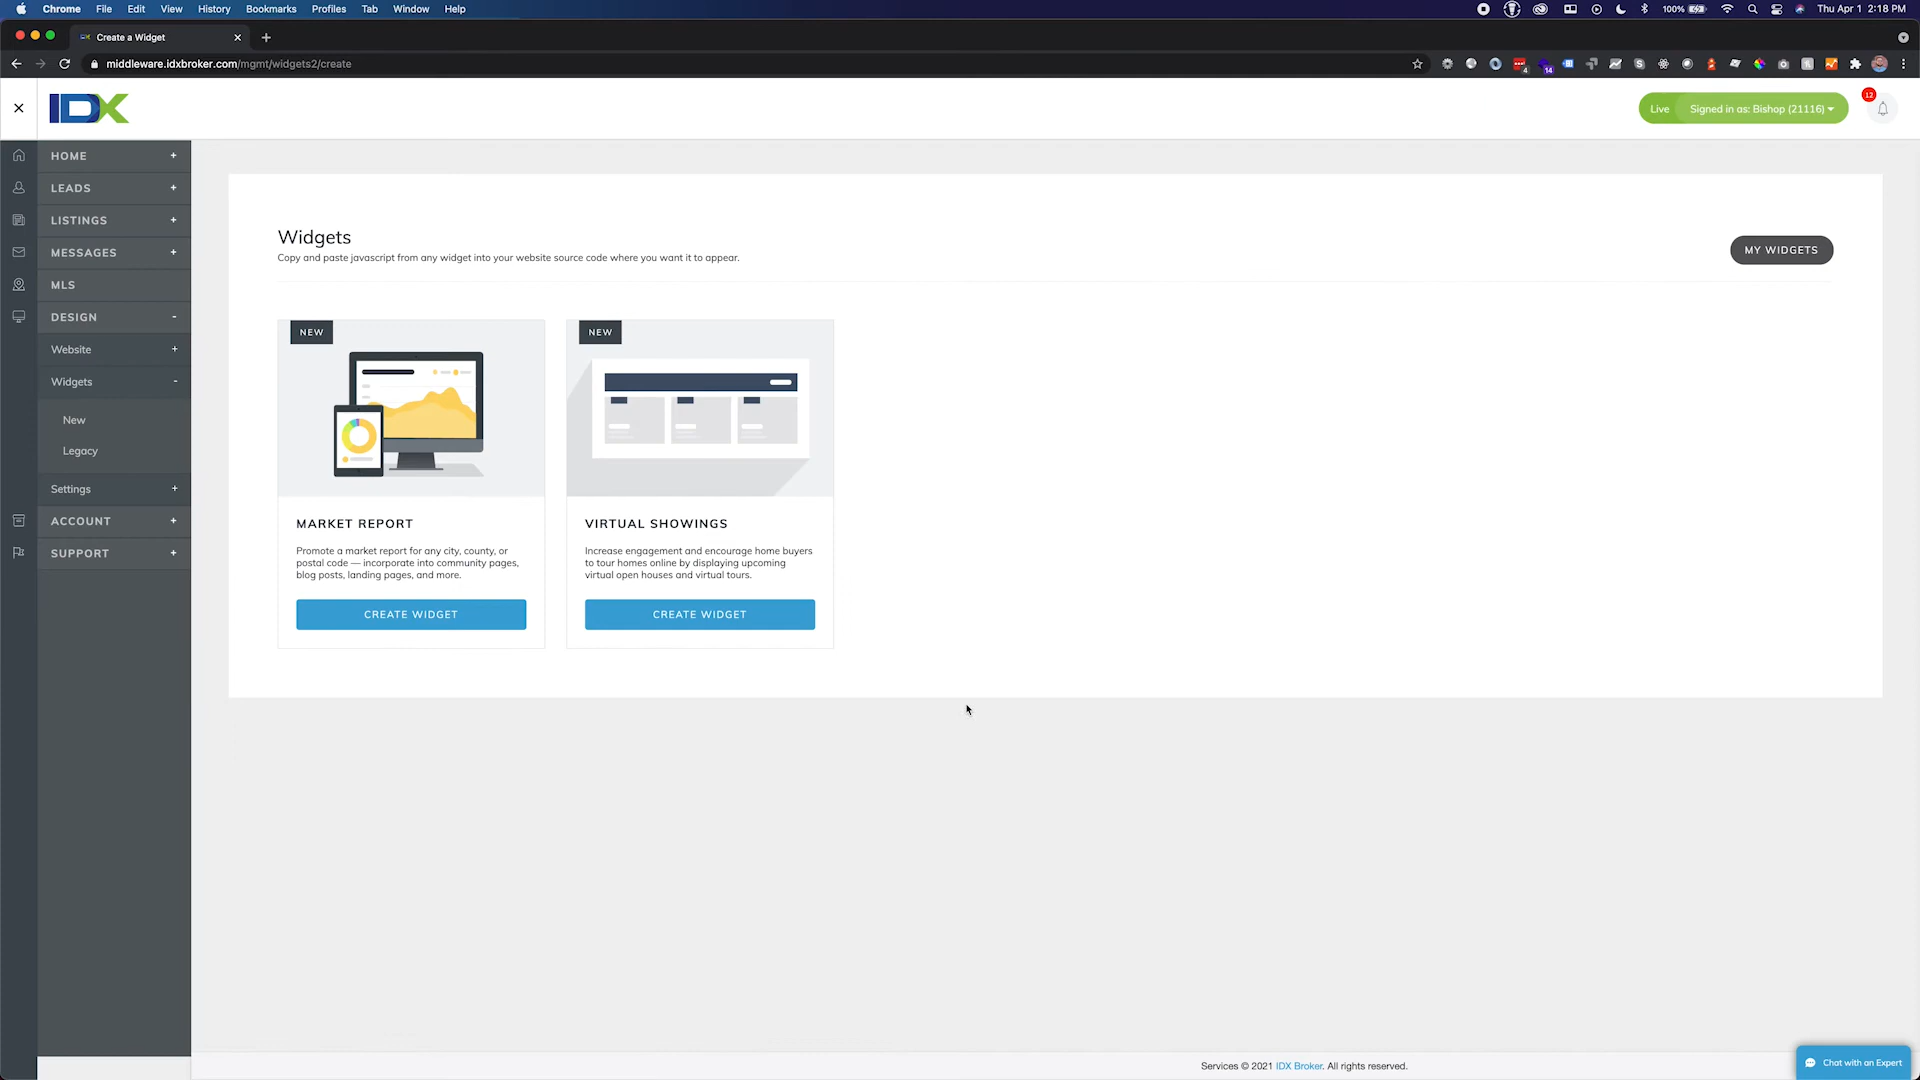 Chrome File Edit View History Bookmarks Profiles Tab Window Help
100% Thu Apr 1 2:18 PM
Create a Widget
middleware.idxbroker.com/mgmt/widgets2/create
4
14
IDX
Live Signed in as: Bishop (21116)
12
HOME +
LEADS +
LISTINGS +
MESSAGES +
MLS
DESIGN -
Website +
Widgets -
New
Legacy
Settings +
ACCOUNT +
SUPPORT +
Widgets
Copy and paste javascript from any widget into your website source code where you want it to appear.
MY WIDGETS
NEW
MARKET REPORT
Promote a market report for any city, county, or
postal code — incorporate into community pages,
blog posts, landing pages, and more.
CREATE WIDGET
NEW
VIRTUAL SHOWINGS
Increase engagement and encourage home buyers
to tour homes online by displaying upcoming
virtual open houses and virtual tours.
CREATE WIDGET
Services © 2021 IDX Broker. All rights reserved.
Chat with an Expert